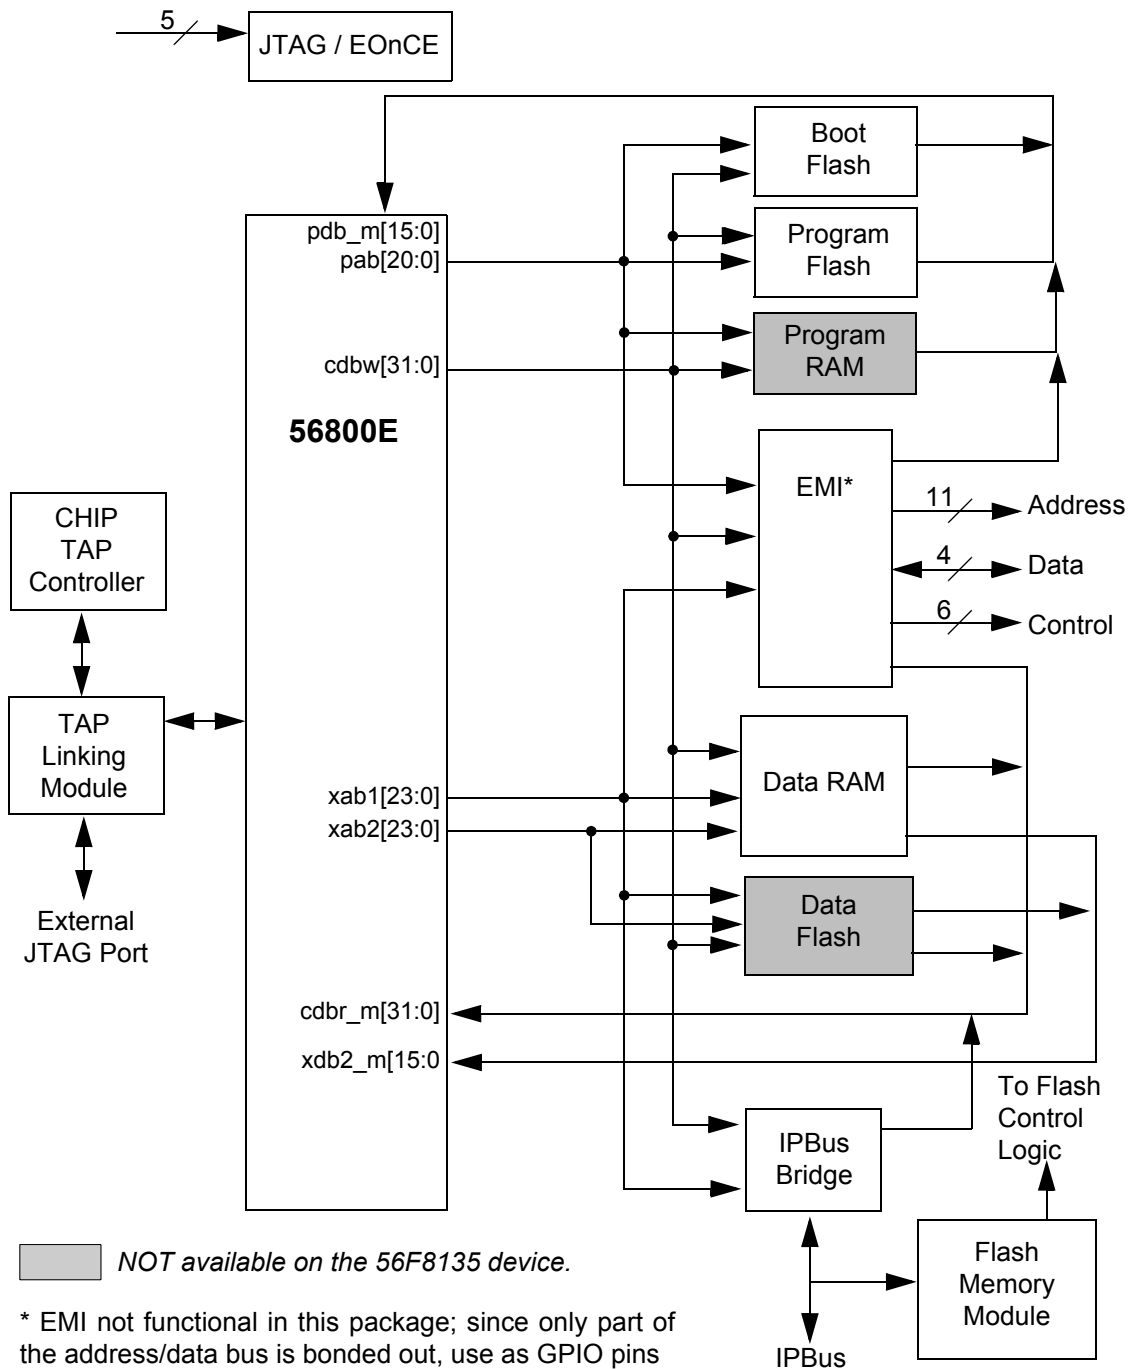 5
JTAG / EOnCE
Boot
Flash
pdb_m[15:0]
pab[20:0]
Program
Flash
cdbw[31:0]
Program
RAM
56800E
EMI*
11
Address
4
Data
6
Control
CHIP
TAP
Controller
TAP
Linking
Module
External
JTAG Port
xab1[23:0]
xab2[23:0]
Data RAM
Data
Flash
cdbr_m[31:0]
xdb2_m[15:0
To Flash
Control
Logic
IPBus
Bridge
Flash
Memory
Module
IPBus
NOT available on the 56F8135 device.
* EMI not functional in this package; since only part of
the address/data bus is bonded out, use as GPIO pins